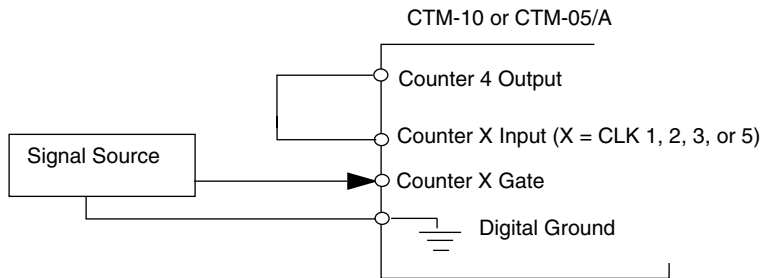 CTM-10 or CTM-05/A
Counter 4 Output
Counter X Input (X = CLK 1, 2, 3, or 5)
Signal Source
Counter X Gate
Digital Ground